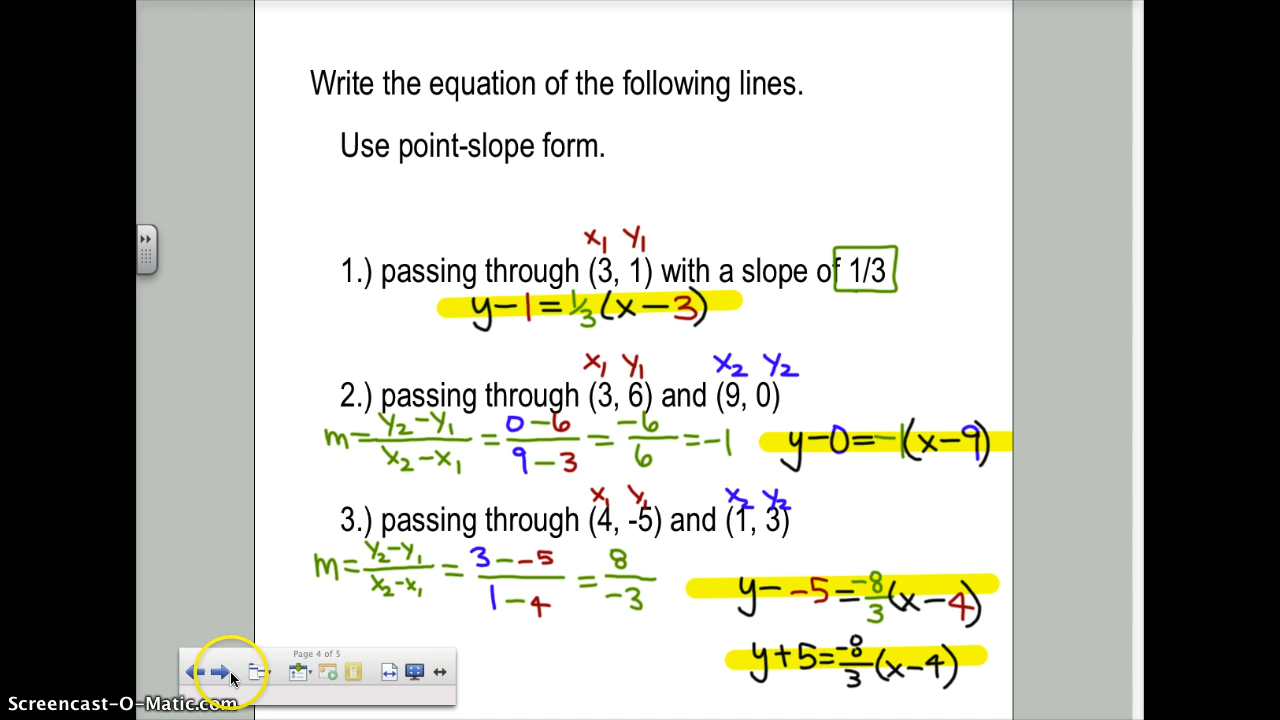 Write the equation of the following lines.
Use point-slope form.
x₁ y₁
1.) passing through (3, 1) with a slope of 1/3
y-1=⅓(x-3)
x₁ y₁ x₂ y₂
2.) passing through (3, 6) and (9, 0)
m= y₂-y₁ / x₂-x₁ = 0-6 / 9-3 = -6 / 6 = -1 y-0=-1(x-9)
x₁ y₁ x₂ y₂
3.) passing through (4, -5) and (1, 3)
m= y₂-y₁ / x₂-x₁ = 3--5 / 1-4 = 8 / -3 y--5=-8/3(x-4)
y+5=-8/3(x-4)
Page 4 of 5
Screencast-O-Matic.com